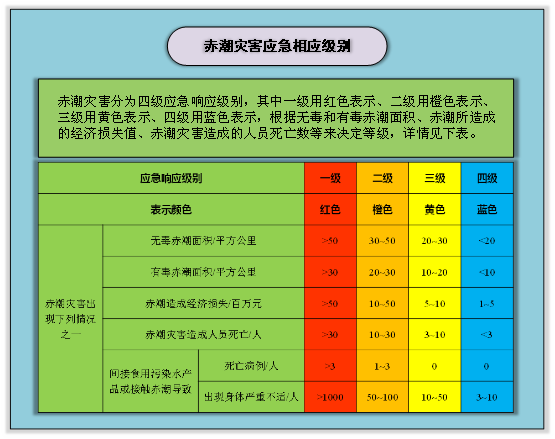 赤潮灾害应急相应级别
赤潮灾害分为四级应急响应级别，其中一级用红色表示、二级用橙色表示、
三级用黄色表示、四级用蓝色表示，根据无毒和有毒赤潮面积、赤潮所造成
的经济损失值、赤潮灾害造成的人员死亡数等来决定等级，详情见下表。
应急响应级别 一级 二级 三级 四级
表示颜色 红色 橙色 黄色 蓝色
赤潮灾害出
现下列情况
之一
无毒赤潮面积/平方公里 >50 30~50 20~30 <20
有毒赤潮面积/平方公里 >30 20~30 10~20 <10
赤潮造成经济损失/百万元 >50 10~50 5~10 1~5
赤潮灾害造成人员死亡/人 >30 10~30 3~10 <3
间接食用污染水产
品或接触赤潮导致
死亡病例/人 >3 1~3 0 0
出现身体严重不适/人 >1000 50~100 10~50 3~10